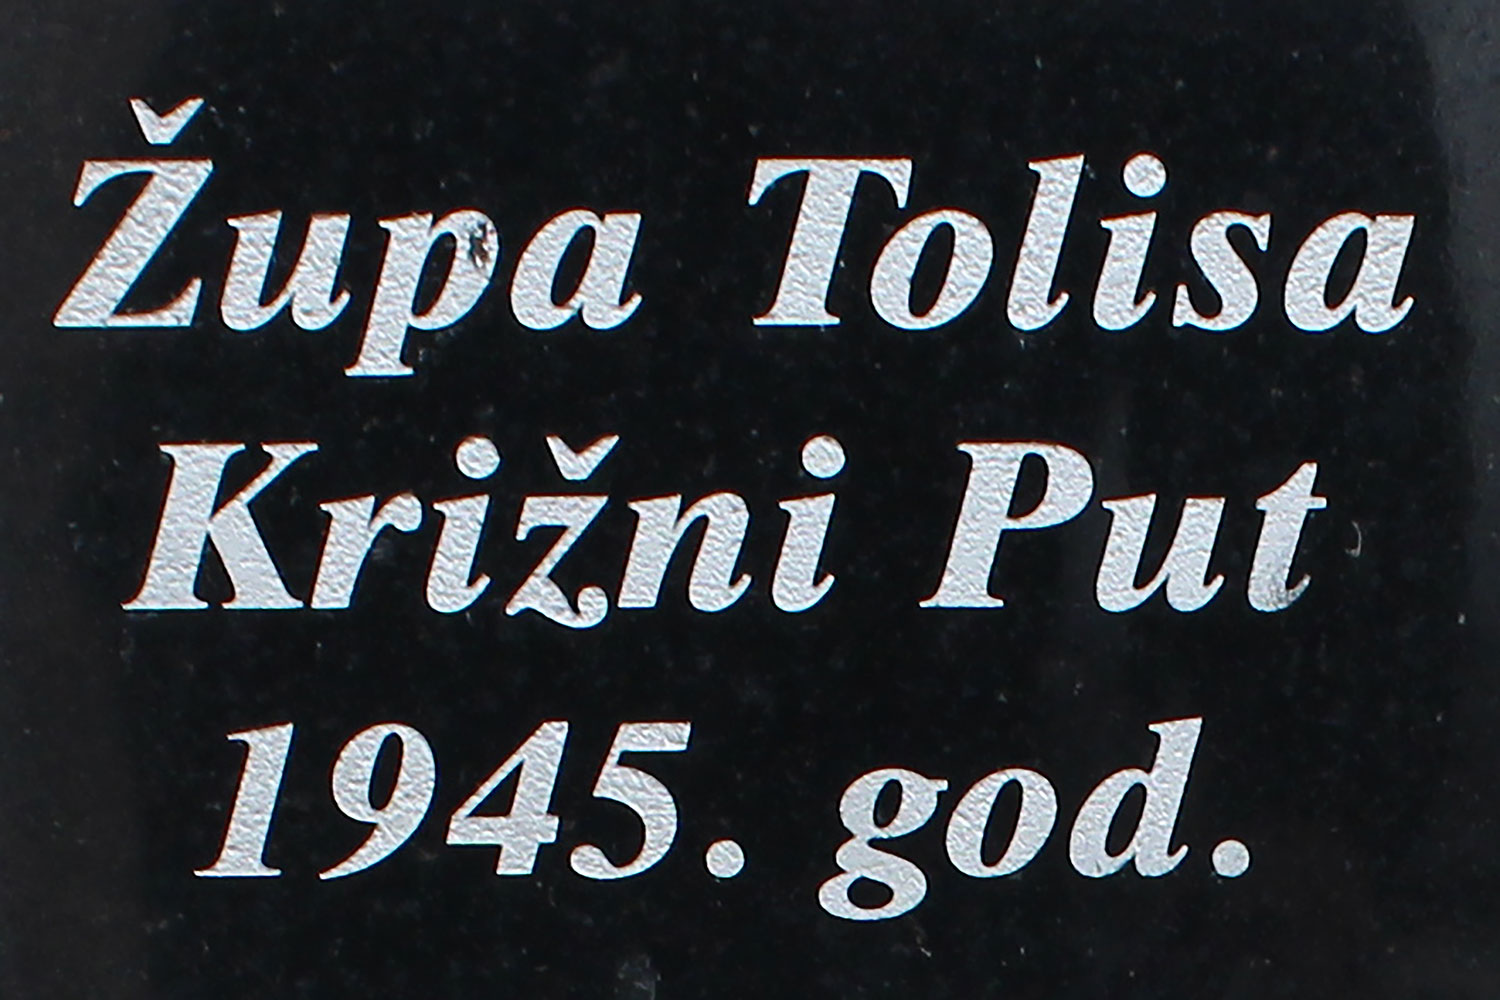 Župa Tolisa
Križni Put
1945. god.